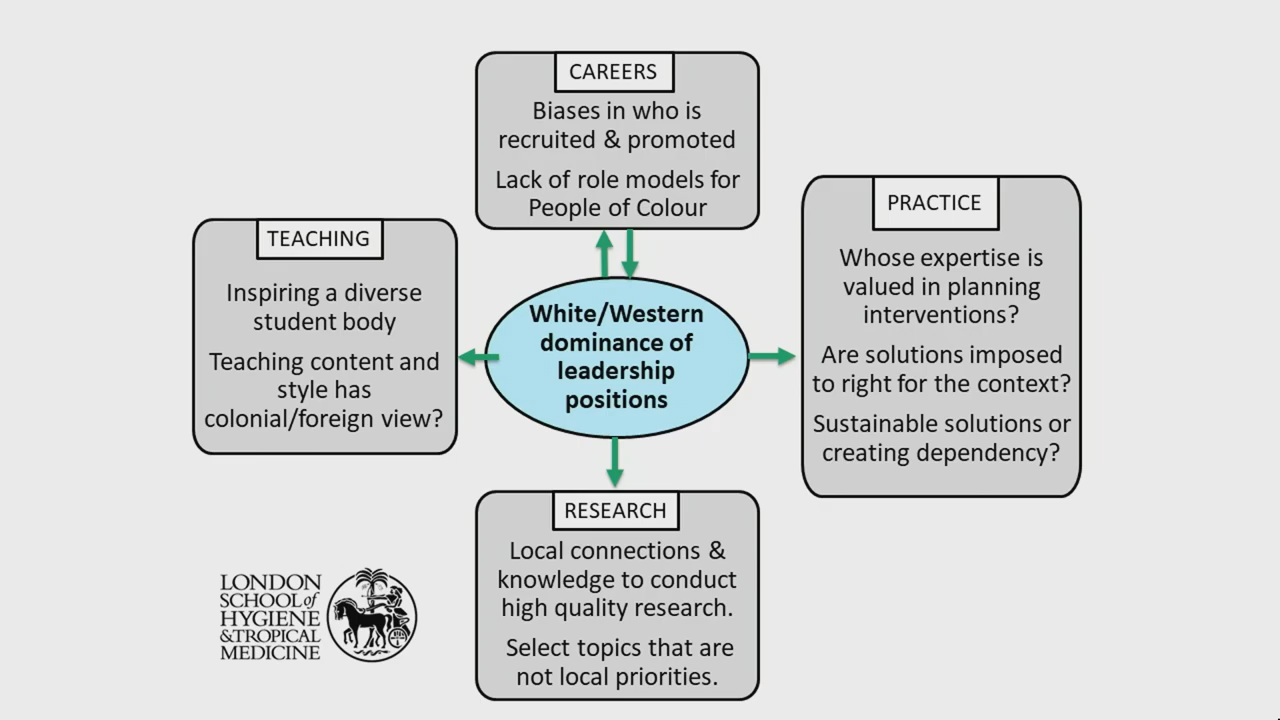 CAREERS
Biases in who is
recruited & promoted
Lack of role models for
People of Colour
TEACHING
Inspiring a diverse
student body
Teaching content and
style has
colonial/foreign view?
White/Western
dominance of
leadership
positions
PRACTICE
Whose expertise is
valued in planning
interventions?
Are solutions imposed
to right for the context?
Sustainable solutions or
creating dependency?
RESEARCH
Local connections &
knowledge to conduct
high quality research.
Select topics that are
not local priorities.
LONDON
SCHOOL of
HYGIENE
& TROPICAL
MEDICINE